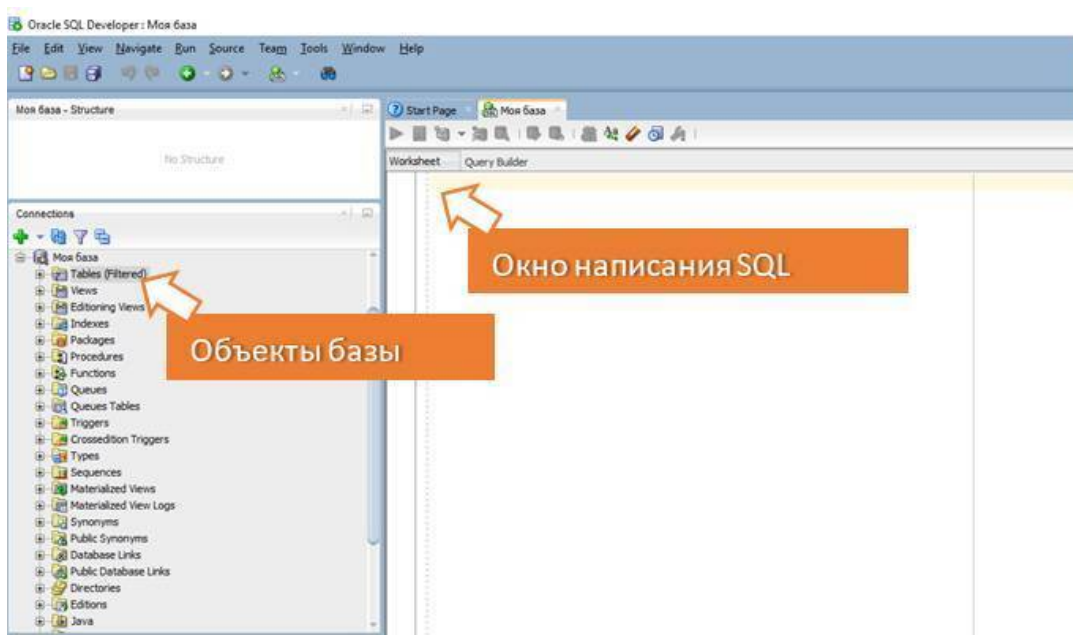 Oracle SQL Developer : Моя база
File Edit View Navigate Run Source Team Tools Window Help
Моя база - Structure
No Structure
Connections
Моя база
Tables (Filtered)
Views
Editioning Views
Indexes
Packages
Procedures
Functions
Queues
Queues Tables
Triggers
Crossedition Triggers
Types
Sequences
Materialized Views
Materialized View Logs
Synonyms
Public Synonyms
Database Links
Public Database Links
Directories
Editions
Java
Объекты базы
Start Page Моя база
Worksheet Query Builder
Окно написания SQL